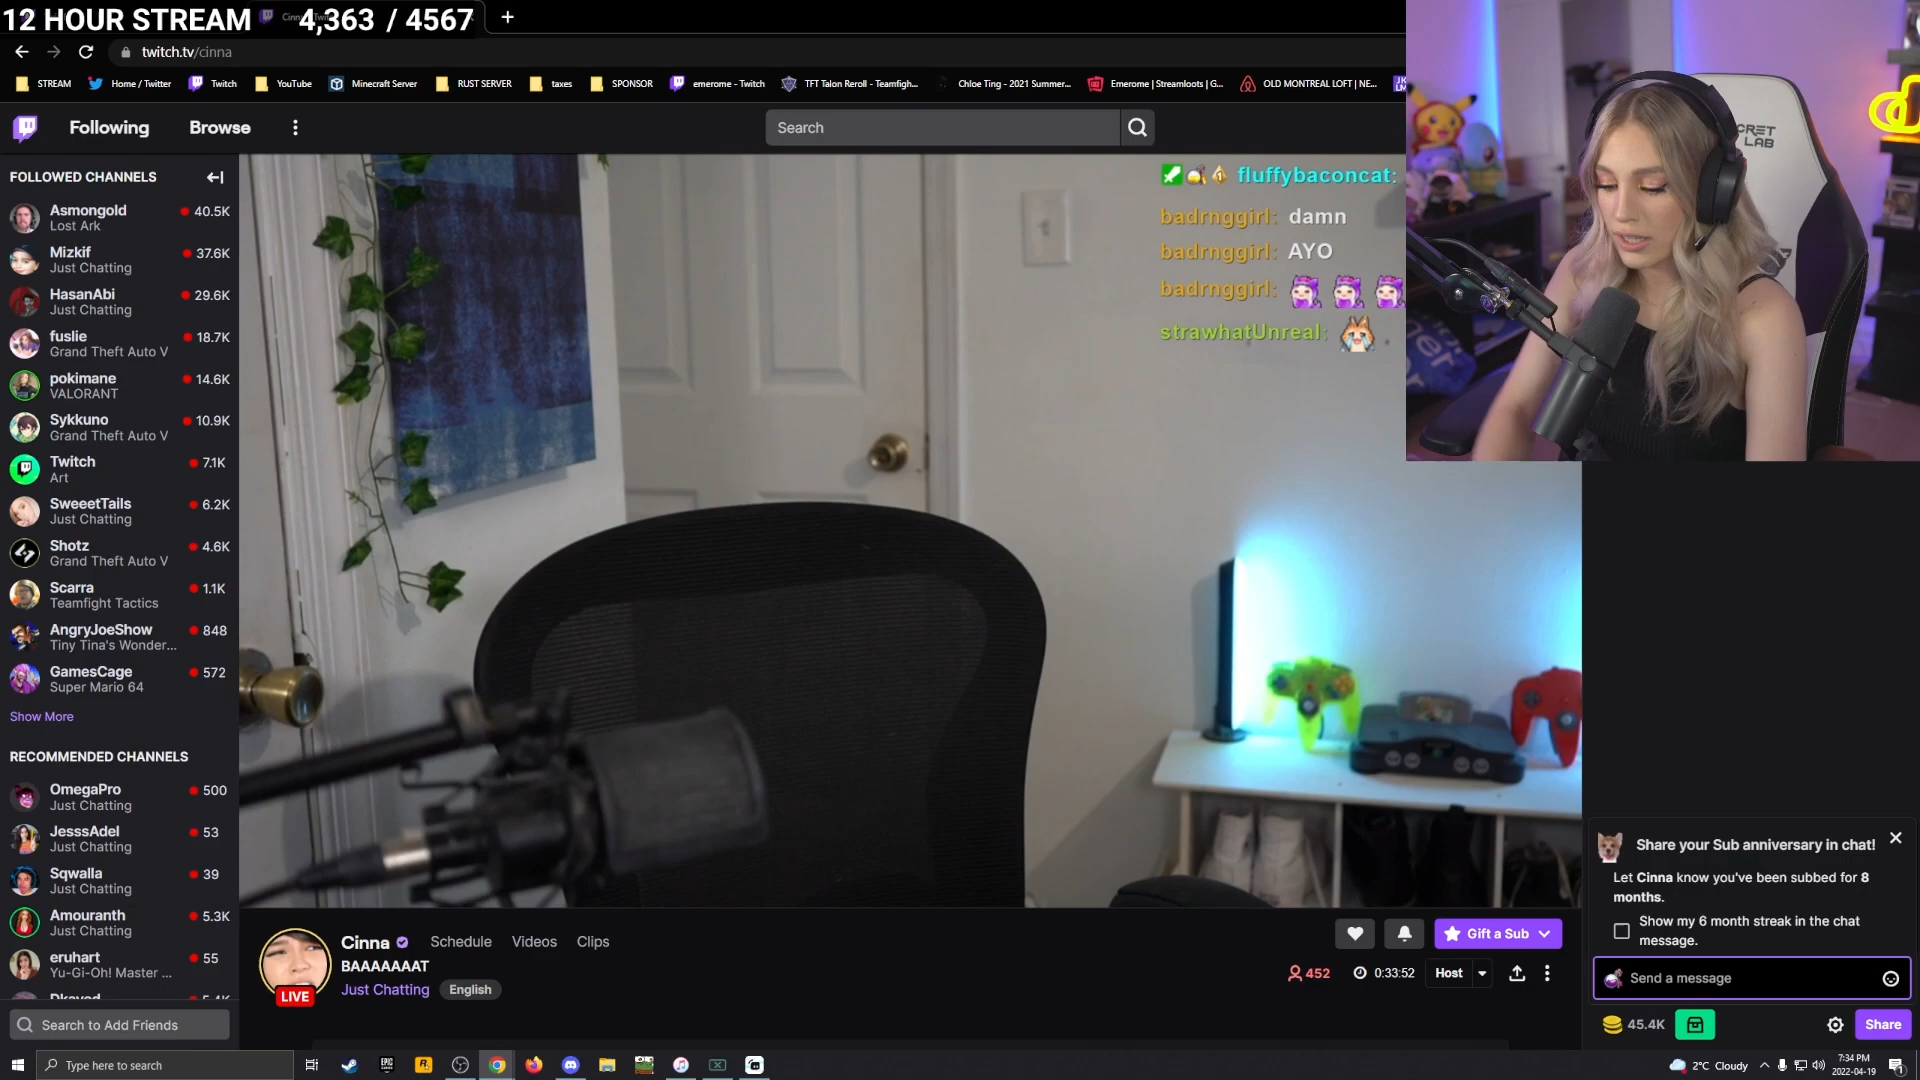 12 HOUR STREAM
4,363 / 4567
twitch.tv/cinna
STREAM
Home / Twitter
Twitch
YouTube
Minecraft Server
RUST SERVER
taxes
SPONSOR
emerome - Twitch
TFT Talon Reroll - Teamfigh...
Chloe Ting - 2021 Summer...
Emerome | Streamloots | G...
OLD MONTREAL LOFT | NE...
Following
Browse
Search
FOLLOWED CHANNELS
Asmongold
40.5K
Lost Ark
Mizkif
37.6K
Just Chatting
HasanAbi
29.6K
Just Chatting
fuslie
18.7K
Grand Theft Auto V
pokimane
14.6K
VALORANT
Sykkuno
10.9K
Grand Theft Auto V
Twitch
7.1K
Art
SweeetTails
6.2K
Just Chatting
Shotz
4.6K
Grand Theft Auto V
Scarra
1.1K
Teamfight Tactics
AngryJoeShow
848
Tiny Tina's Wonder...
GamesCage
572
Super Mario 64
Show More
RECOMMENDED CHANNELS
OmegaPro
500
Just Chatting
JesssAdel
53
Just Chatting
Sqwalla
39
Just Chatting
Amouranth
5.3K
Just Chatting
eruhart
55
Yu-Gi-Oh! Master ...
Search to Add Friends
fluffybaconcat:
badrnggirl: damn
badrnggirl: AYO
badrnggirl:
strawhatUnreal:
CRET
LAB
Cinna
Schedule
Videos
Clips
BAAAAAAAT
Just Chatting
English
LIVE
Gift a Sub
452
0:33:52
Host
Share your Sub anniversary in chat!
Let Cinna know you've been subbed for 8
months.
Show my 6 month streak in the chat
message.
Send a message
45.4K
Share
Type here to search
2°C Cloudy
7:34 PM
2022-04-19